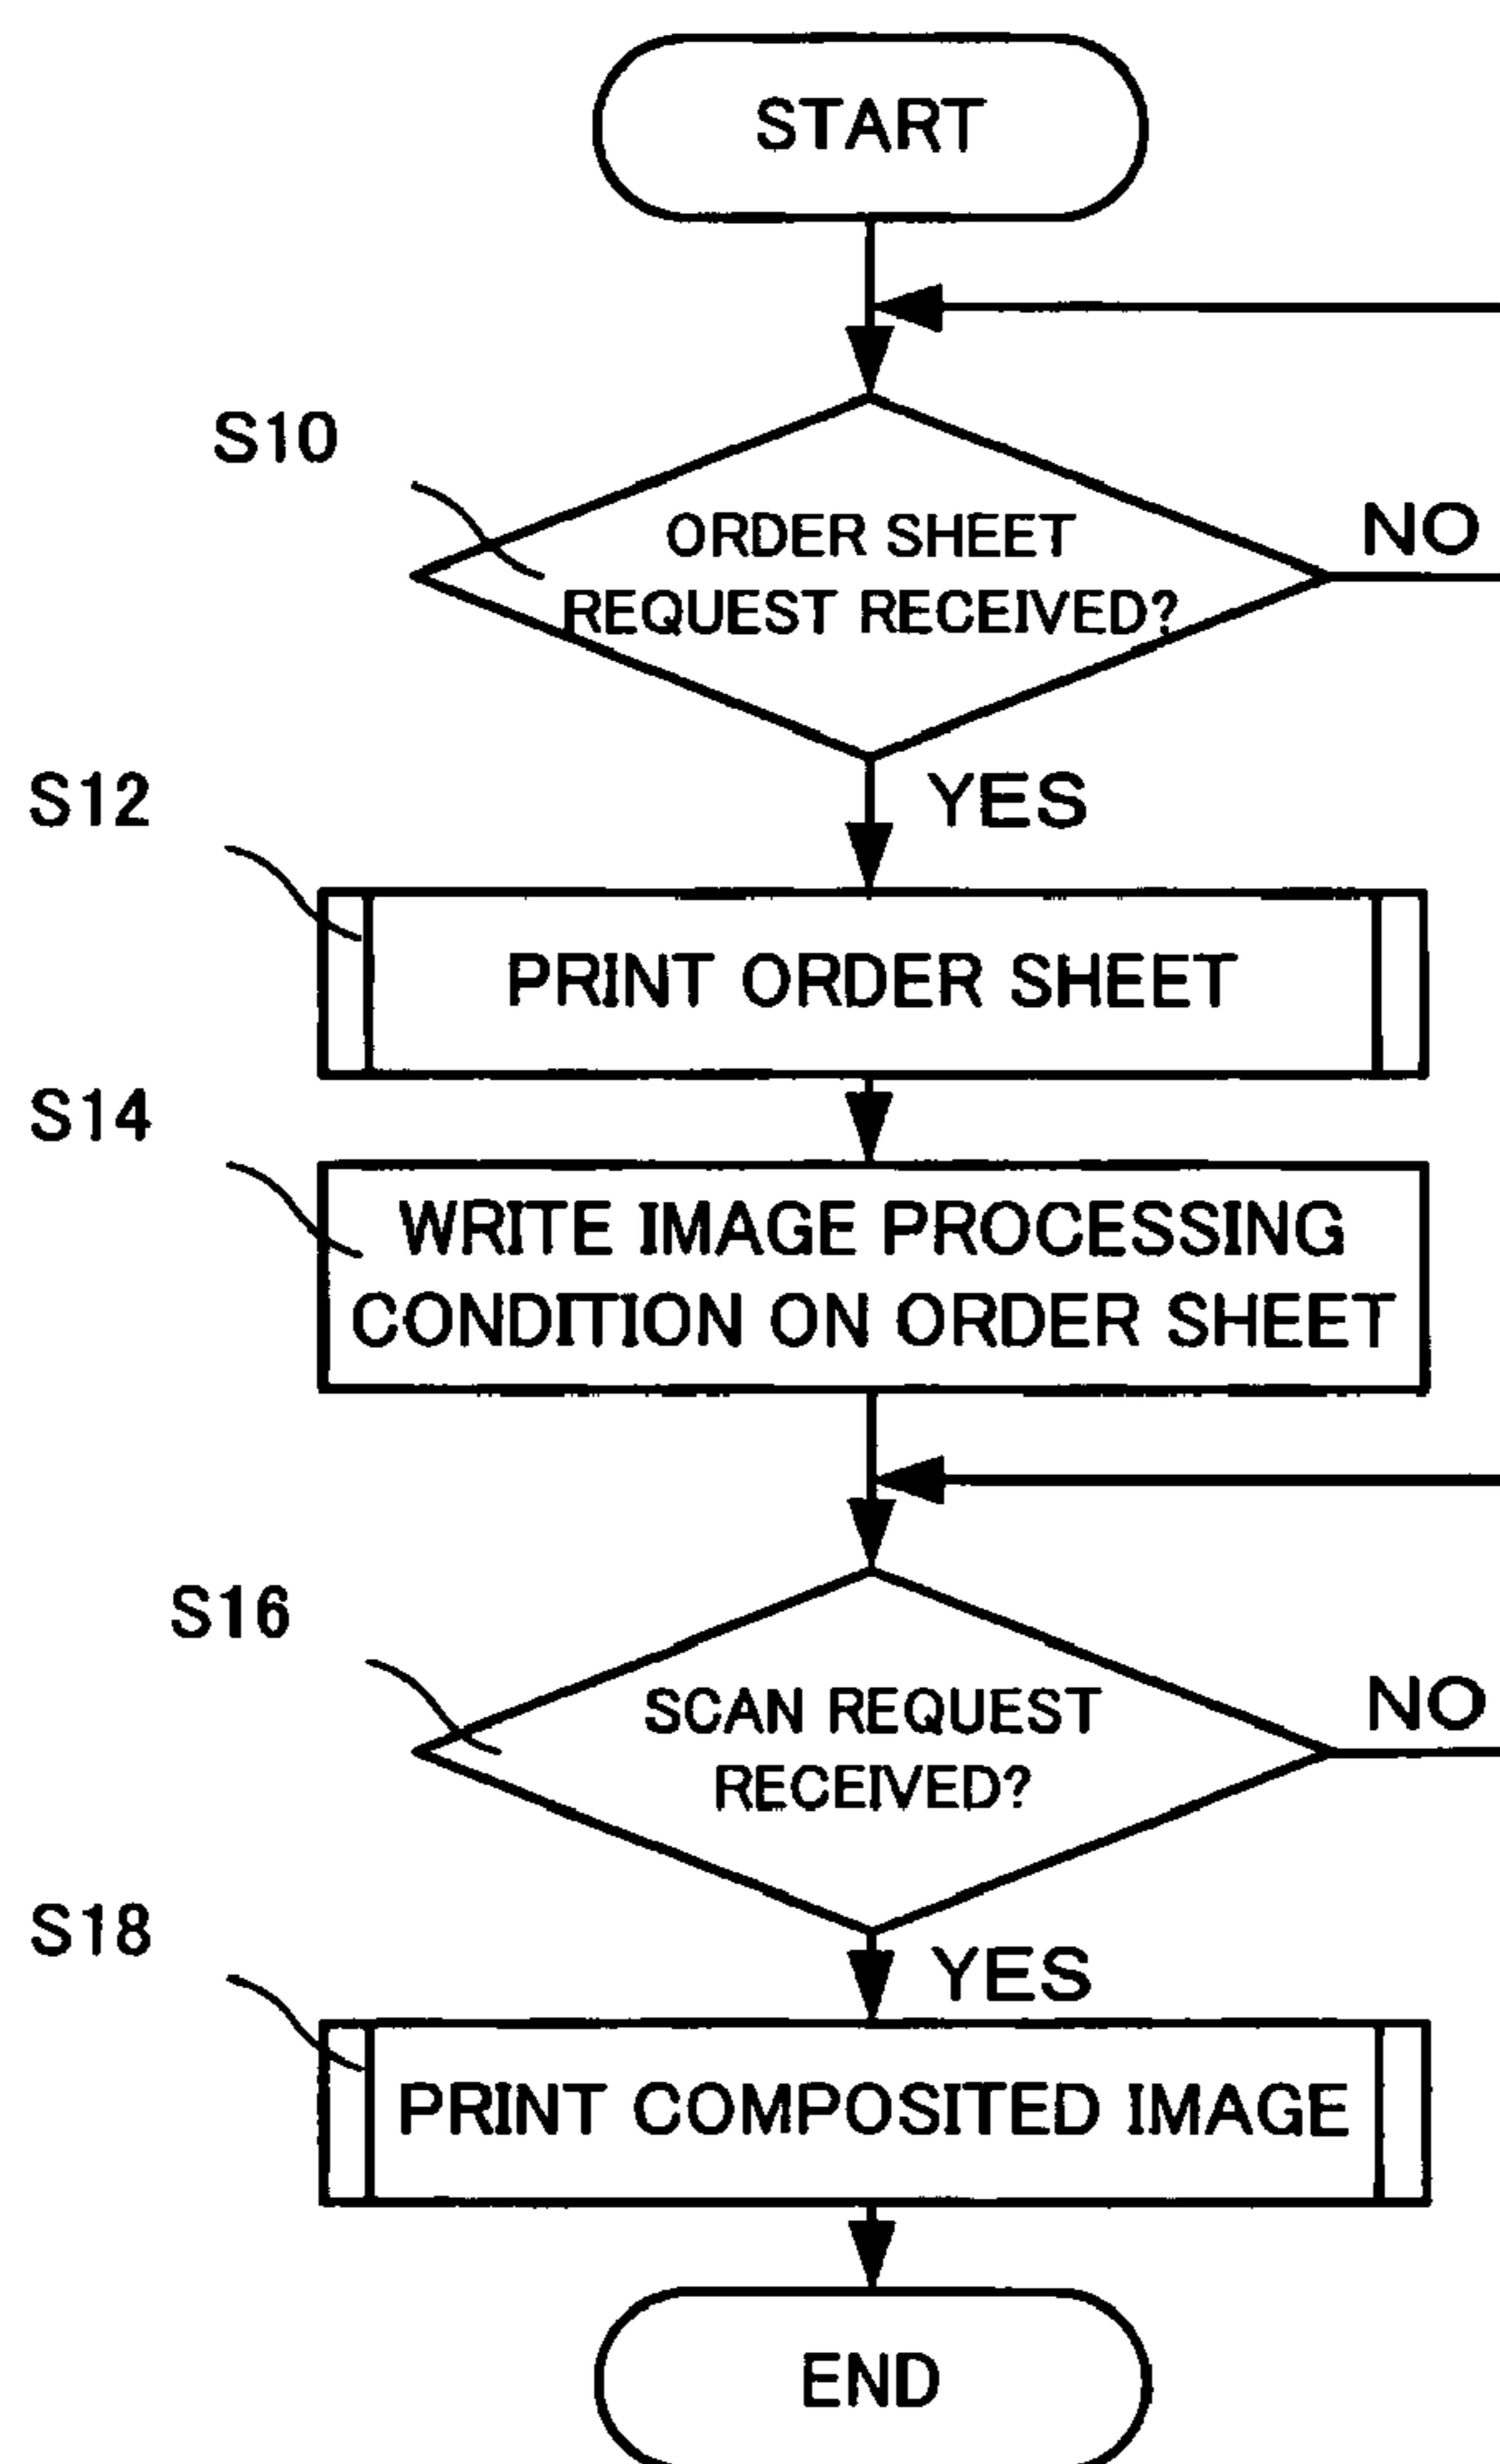 START
S10
ORDER SHEET
REQUEST RECEIVED?
NO
YES
S12
PRINT ORDER SHEET
S14
WRITE IMAGE PROCESSING
CONDITION ON ORDER SHEET
S16
SCAN REQUEST
RECEIVED?
NO
YES
S18
PRINT COMPOSITED IMAGE
END